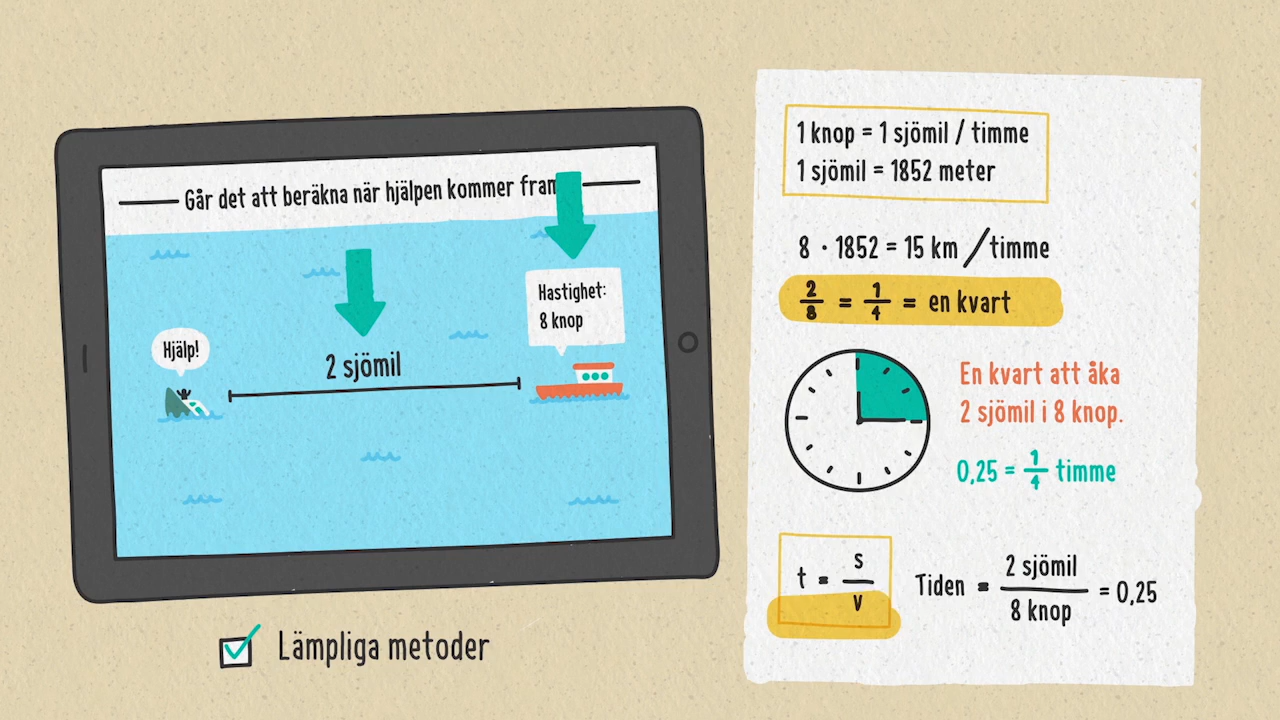 Går det att beräkna när hjälpen kommer fram
Hjälp!
2 sjömil
Hastighet:
8 knop
Lämpliga metoder
1 knop = 1 sjömil / timme
1 sjömil = 1852 meter
8 · 1852 = 15 km / timme
2/8 = 1/4 = en kvart
En kvart att åka
2 sjömil i 8 knop.
0,25 = 1/4 timme
t = s/v
Tiden = 2 sjömil / 8 knop = 0,25